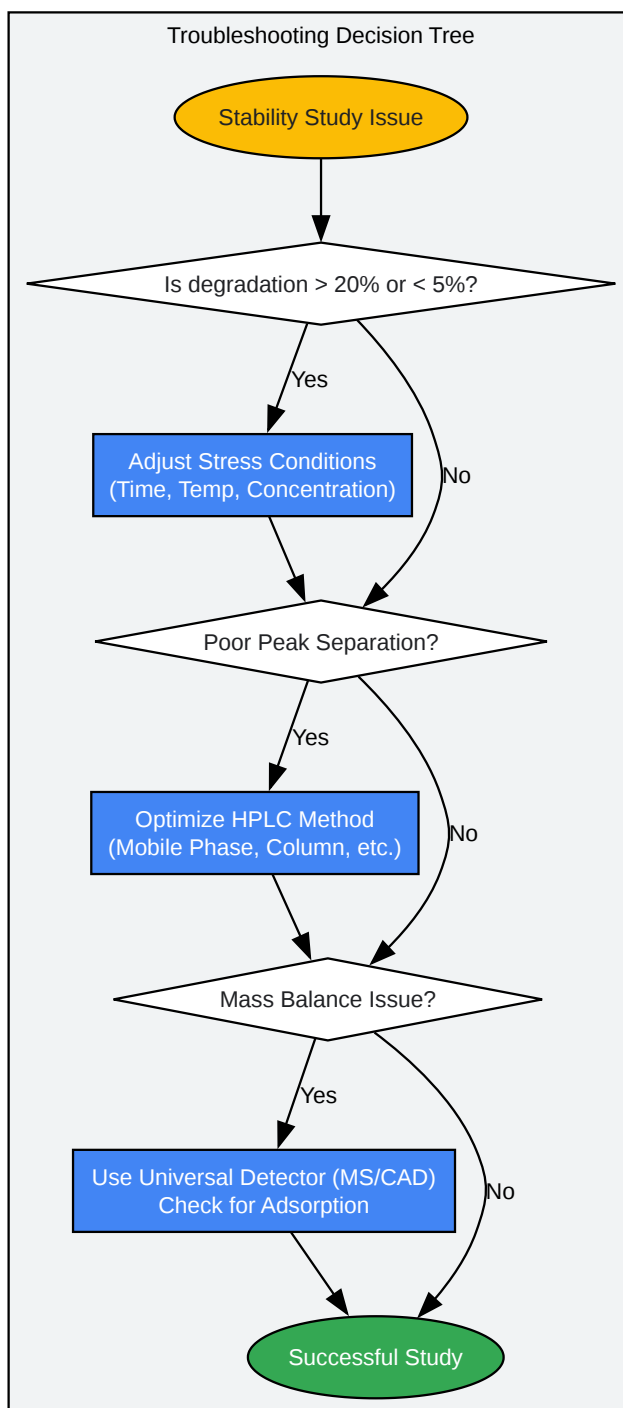 Troubleshooting Decision Tree
Stability Study Issue
Is degradation > 20% or < 5%?
Yes
Adjust Stress Conditions
(Time, Temp, Concentration)
No
Poor Peak Separation?
Yes
Optimize HPLC Method
(Mobile Phase, Column, etc.)
No
Mass Balance Issue?
Yes
Use Universal Detector (MS/CAD)
Check for Adsorption
No
Successful Study